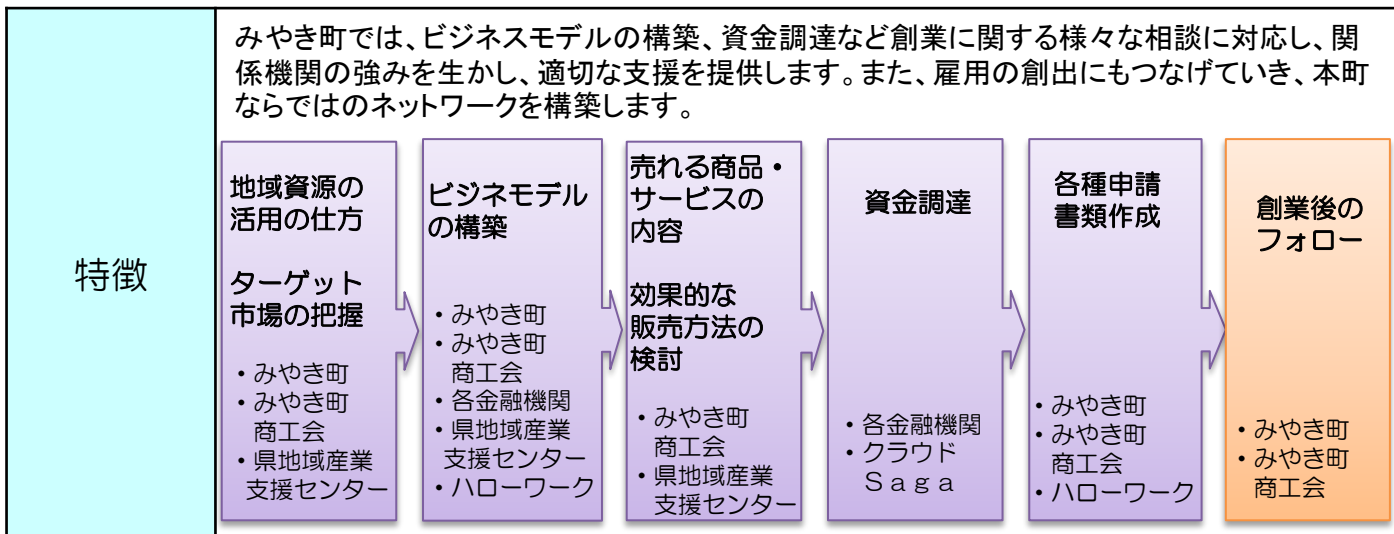 特徴
みやき町では、ビジネスモデルの構築、資金調達など創業に関する様々な相談に対応し、関
係機関の強みを生かし、適切な支援を提供します。また、雇用の創出にもつなげていき、本町
ならではのネットワークを構築します。
地域資源の
活用の仕方
ターゲット
市場の把握
・みやき町
・みやき町
商工会
・県地域産業
支援センター
ビジネモデル
の構築
・みやき町
・みやき町
商工会
・各金融機関
・県地域産業
支援センター
・ハローワーク
売れる商品・
サービスの
内容
効果的な
販売方法の
検討
・みやき町
商工会
・県地域産業
支援センター
資金調達
・各金融機関
・クラウド
Ｓａｇａ
各種申請
書類作成
・みやき町
・みやき町
商工会
・ハローワーク
創業後の
フォロー
・みやき町
・みやき町
商工会